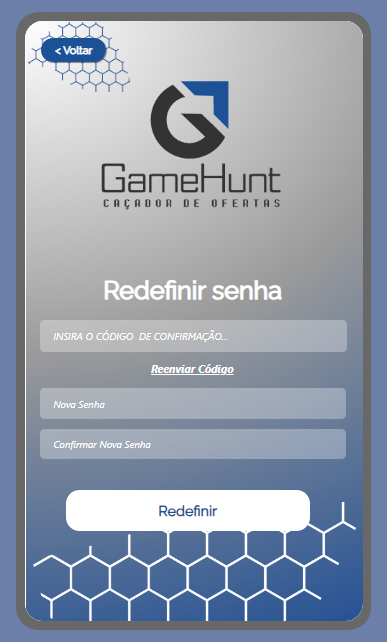 < Voltar
GameHunt
CAÇADOR DE OFERTAS
Redefinir senha
INSIRA O CÓDIGO DE CONFIRMAÇÃO...
Reenviar Código
Nova Senha
Confirmar Nova Senha
Redefinir